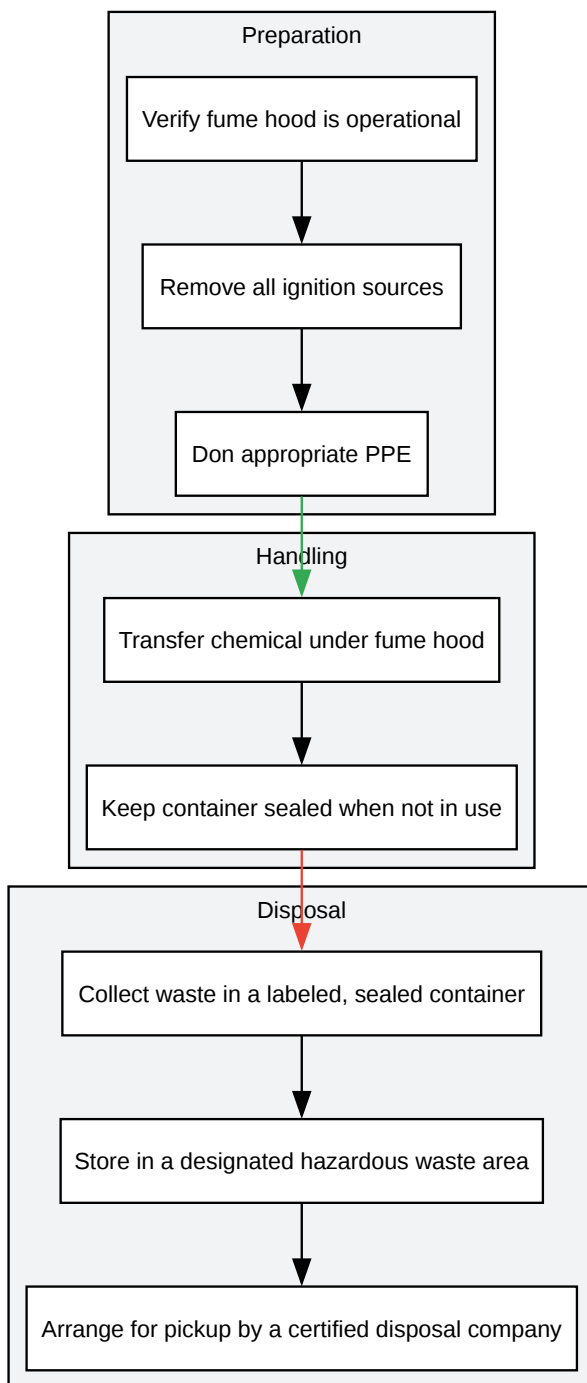 Preparation
Verify fume hood is operational
Remove all ignition sources
Don appropriate PPE
Handling
Transfer chemical under fume hood
Keep container sealed when not in use
Disposal
Collect waste in a labeled, sealed container
Store in a designated hazardous waste area
Arrange for pickup by a certified disposal company